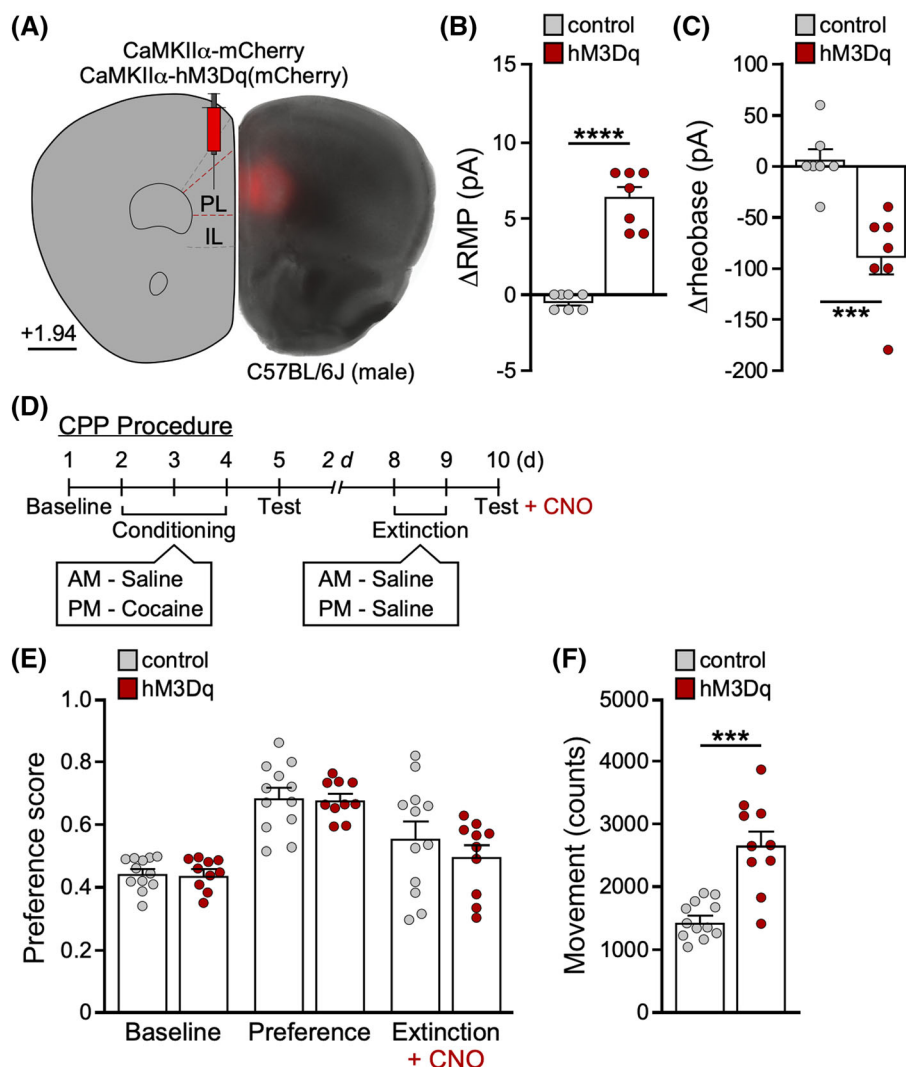 (A)
CaMKIIα-mCherry
CaMKIIα-hM3Dq(mCherry)
PL
IL
+1.94
C57BL/6J (male)
(B)
control
hM3Dq
ΔRMP (pA)
15
10
5
0
-5
****
(C)
control
hM3Dq
Δrheobase (pA)
100
50
0
-50
-100
-150
-200
***
(D)
CPP Procedure
1 2 3 4 5 2 d 8 9 10 (d)
Baseline Test Test + CNO
Conditioning Extinction
AM - Saline
PM - Cocaine
AM - Saline
PM - Saline
(E)
control
hM3Dq
Preference score
1.0
0.8
0.6
0.4
0.2
0
Baseline Preference Extinction
+ CNO
(F)
control
hM3Dq
Movement (counts)
5000
4000
3000
2000
1000
0
***